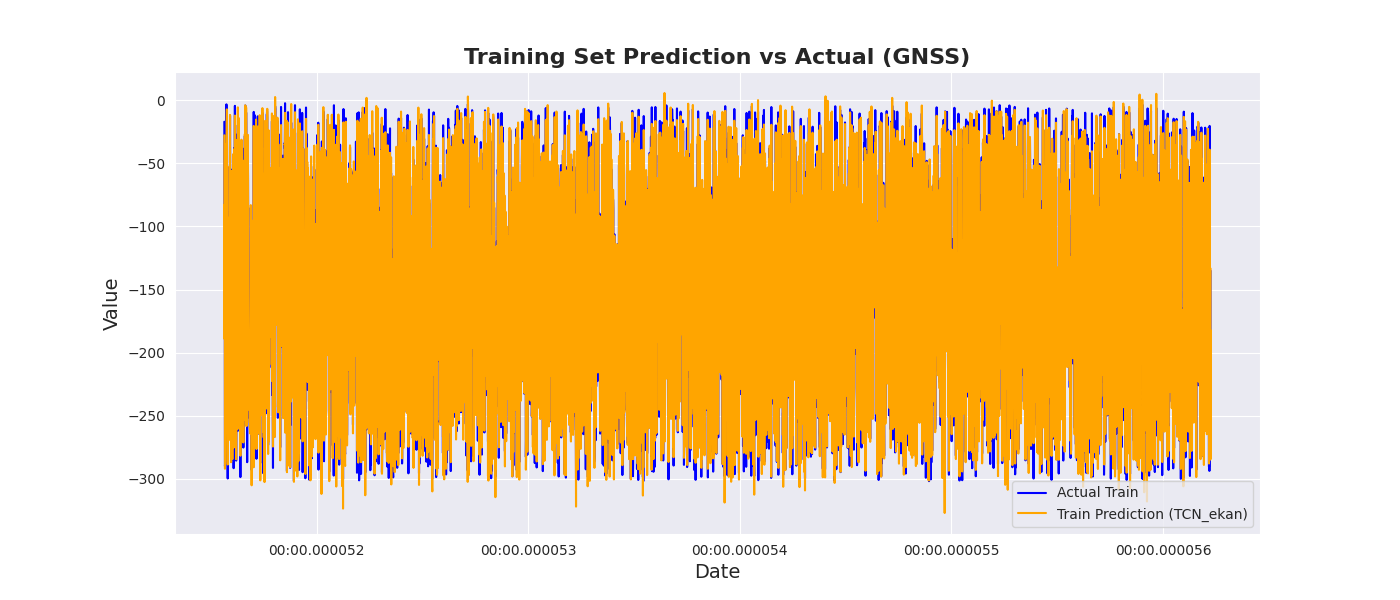 Training Set Prediction vs Actual (GNSS)
Value
0
−50
−100
−150
−200
−250
−300
00:00.000052
00:00.000053
00:00.000054
00:00.000055
00:00.000056
Date
Actual Train
Train Prediction (TCN_ekan)